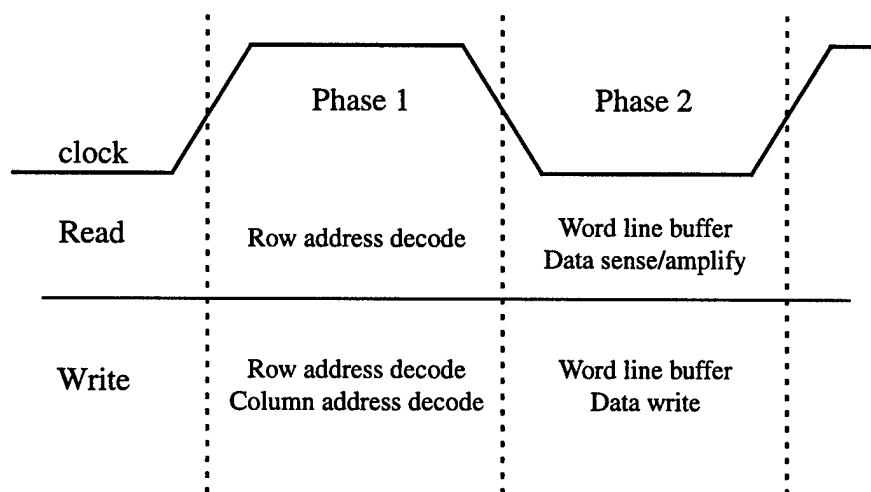 Phase 1
Phase 2
clock
Read
Row address decode
Word line buffer
Data sense/amplify
Write
Row address decode
Column address decode
Word line buffer
Data write